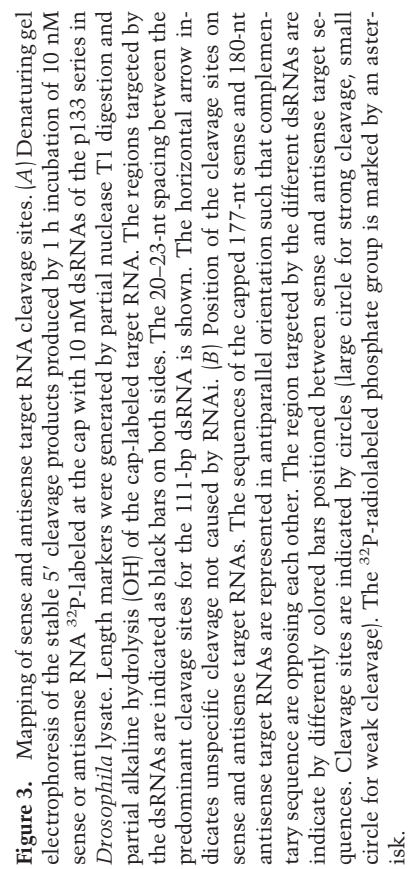 Figure 3. Mapping of sense and antisense target RNA cleavage sites. (A) Denaturing gel
electrophoresis of the stable 5′ cleavage products produced by 1 h incubation of 10 nM
sense or antisense RNA ³²P-labeled at the cap with 10 nM dsRNAs of the p133 series in
Drosophila lysate. Length markers were generated by partial nuclease T1 digestion and
partial alkaline hydrolysis (OH) of the cap-labeled target RNA. The regions targeted by
the dsRNAs are indicated as black bars on both sides. The 20–23-nt spacing between the
predominant cleavage sites for the 111-bp dsRNA is shown. The horizontal arrow in-
dicates unspecific cleavage not caused by RNAi. (B) Position of the cleavage sites on
sense and antisense target RNAs. The sequences of the capped 177-nt sense and 180-nt
antisense target RNAs are represented in antiparallel orientation such that complemen-
tary sequence are opposing each other. The region targeted by the different dsRNAs are
indicate by differently colored bars positioned between sense and antisense target se-
quences. Cleavage sites are indicated by circles (large circle for strong cleavage, small
circle for weak cleavage). The ³²P-radiolabeled phosphate group is marked by an aster-
isk.